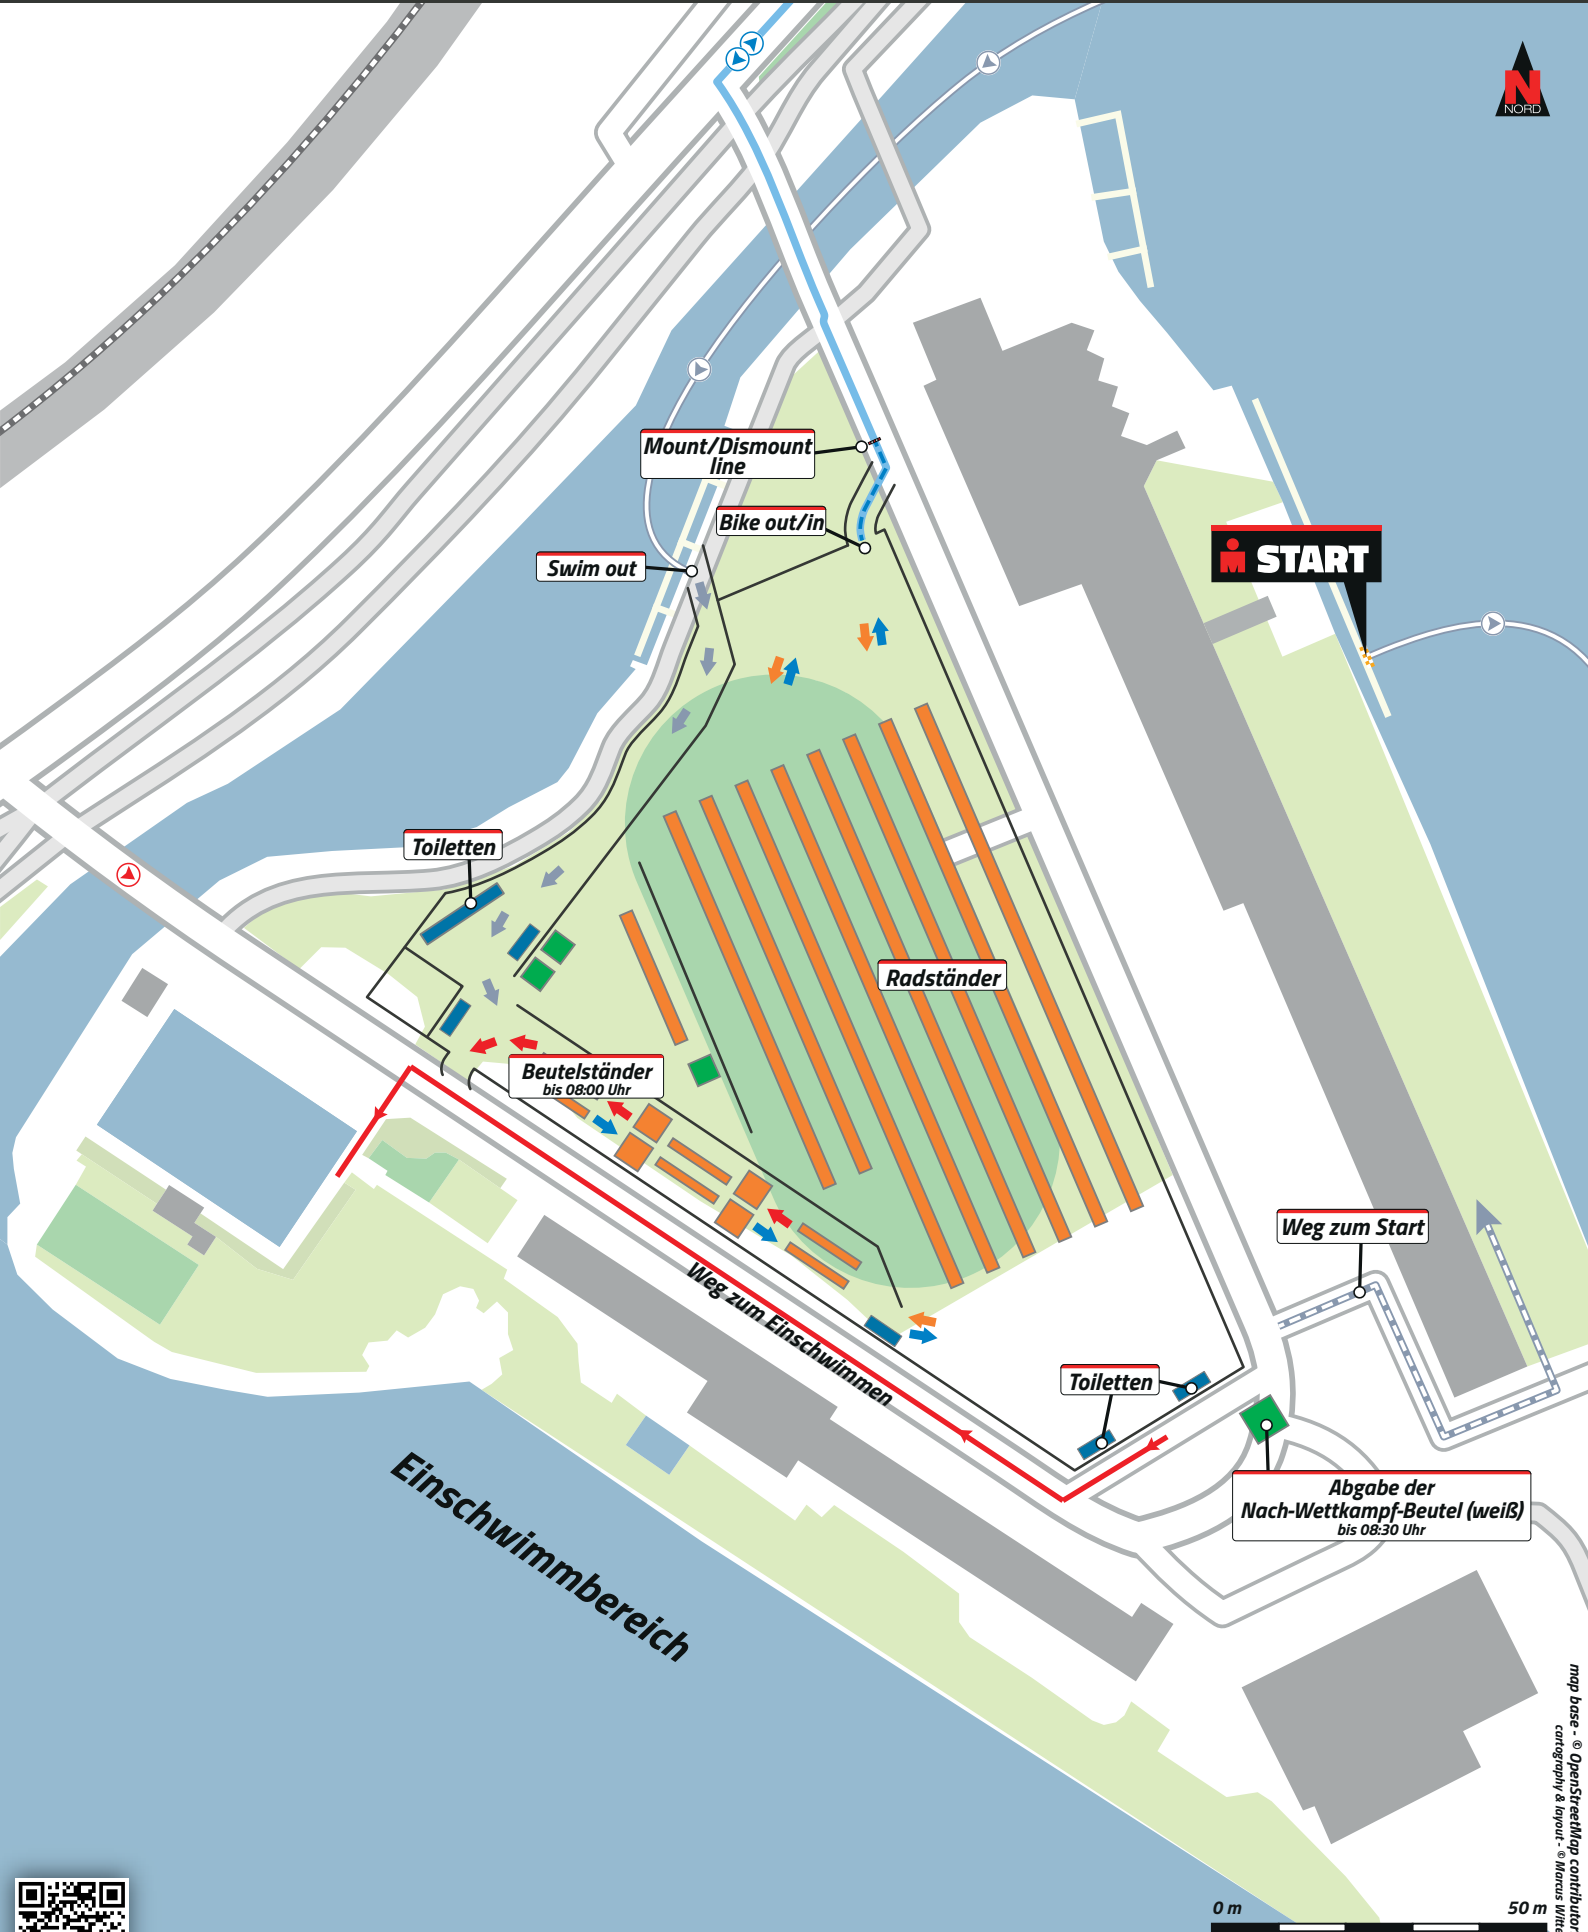 N
NORD
Mount/Dismount
line
Bike out/in
Swim out
START
Toiletten
Radständer
Beutelständer
bis 08:00 Uhr
Weg zum Start
Weg zum Einschwimmen
Toiletten
Abgabe der
Nach-Wettkampf-Beutel (weiß)
bis 08:30 Uhr
Einschwimmbereich
map base - © OpenStreetMap
cartography & layout - © Marcus
0 m 50 m